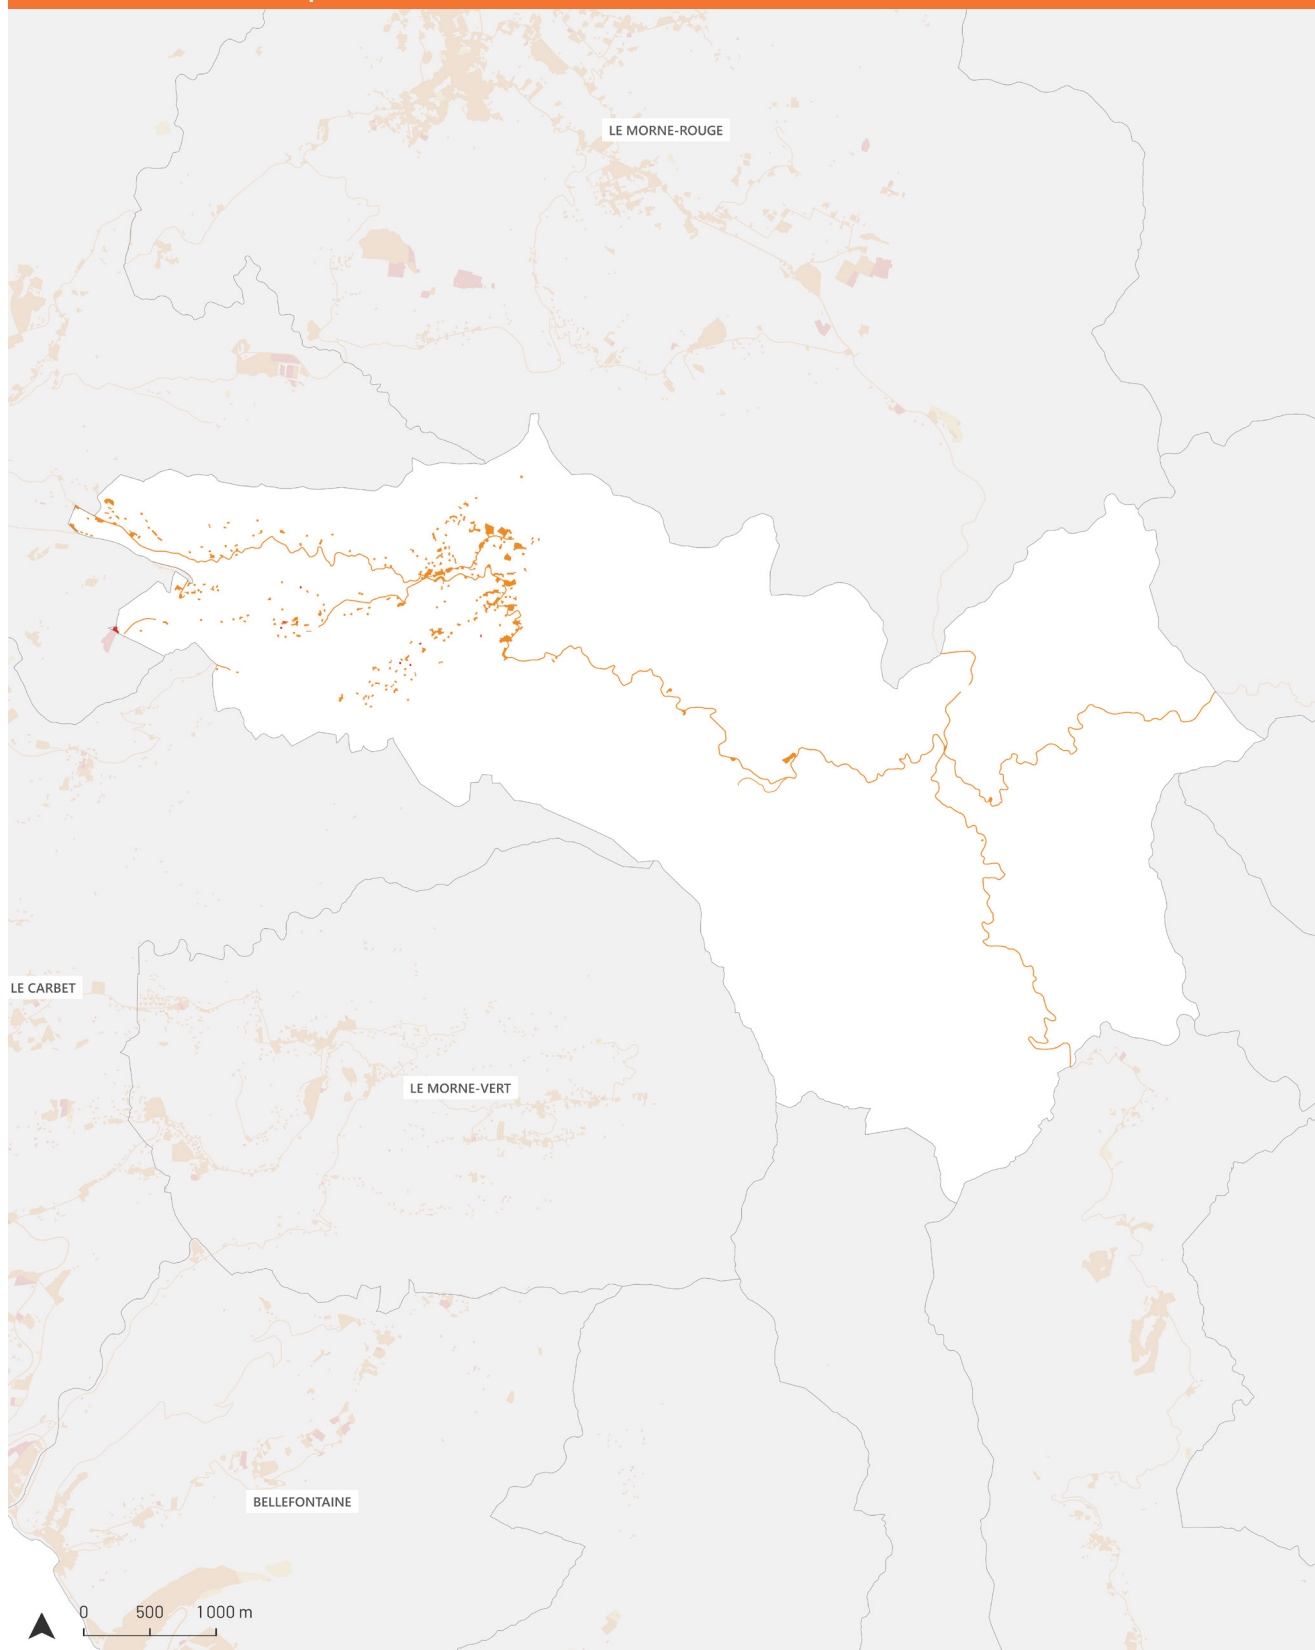 LE MORNE-ROUGE
LE CARBET
LE MORNE-VERT
BELLEFONTAINE
0 500 1000 m